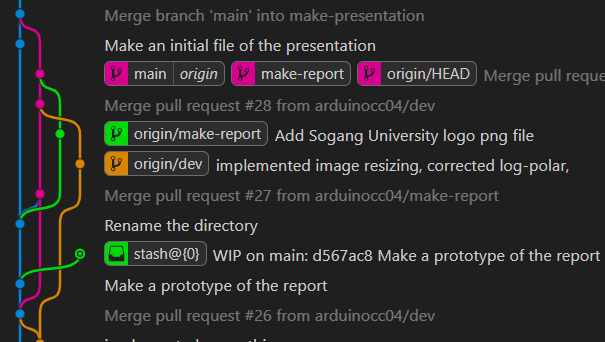 Merge branch 'main' into make-presentation
Make an initial file of the presentation
main origin make-report origin/HEAD Merge pull reque
Merge pull request #28 from arduinocc04/dev
origin/make-report Add Sogang University logo png file
origin/dev implemented image resizing, corrected log-polar,
Merge pull request #27 from arduinocc04/make-report
Rename the directory
stash@{0} WIP on main: d567ac8 Make a prototype of the report
Make a prototype of the report
Merge pull request #26 from arduinocc04/dev